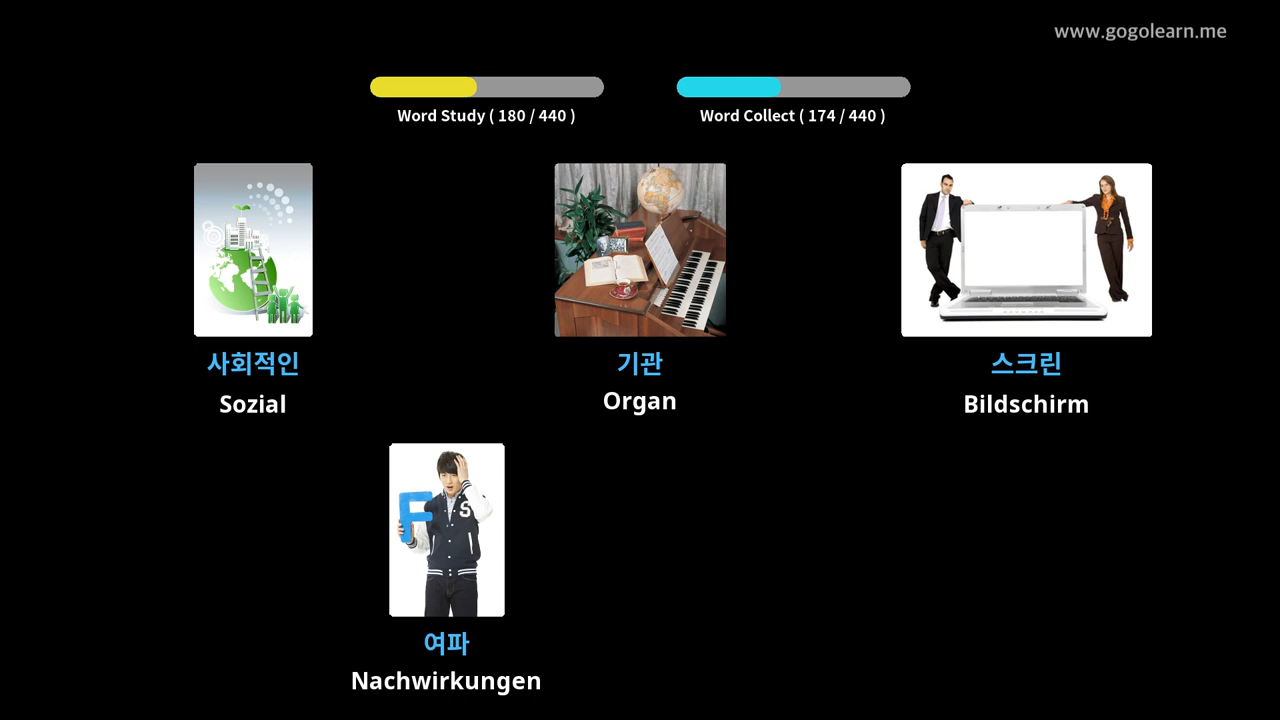 www.gogolearn.me
Word Study ( 180 / 440 )
Word Collect ( 174 / 440 )
사회적인
Sozial
기관
Organ
스크린
Bildschirm
F
S
여파
Nachwirkungen